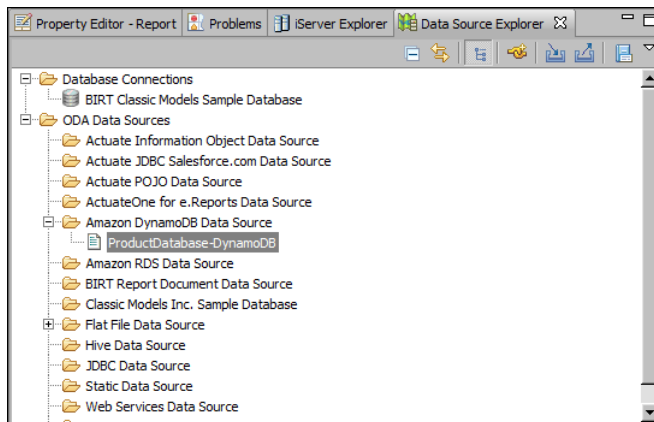 Property Editor - Report Problems iServer Explorer Data Source Explorer
Database Connections
BIRT Classic Models Sample Database
ODA Data Sources
Actuate Information Object Data Source
Actuate JDBC Salesforce.com Data Source
Actuate POJO Data Source
ActuateOne for e.Reports Data Source
Amazon DynamoDB Data Source
ProductDatabase-DynamoDB
Amazon RDS Data Source
BIRT Report Document Data Source
Classic Models Inc. Sample Database
Flat File Data Source
Hive Data Source
JDBC Data Source
Static Data Source
Web Services Data Source